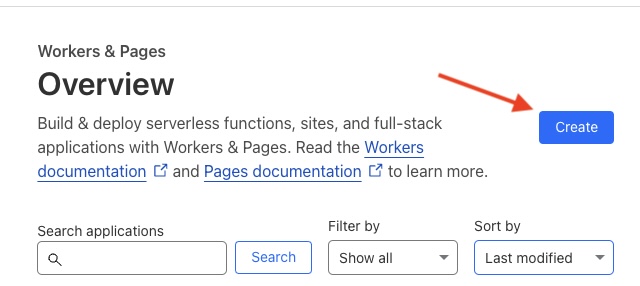 Workers & Pages
Overview
Build & deploy serverless functions, sites, and full-stack
applications with Workers & Pages. Read the Workers
documentation and Pages documentation to learn more.
Create
Search applications
Search
Filter by
Show all
Sort by
Last modified